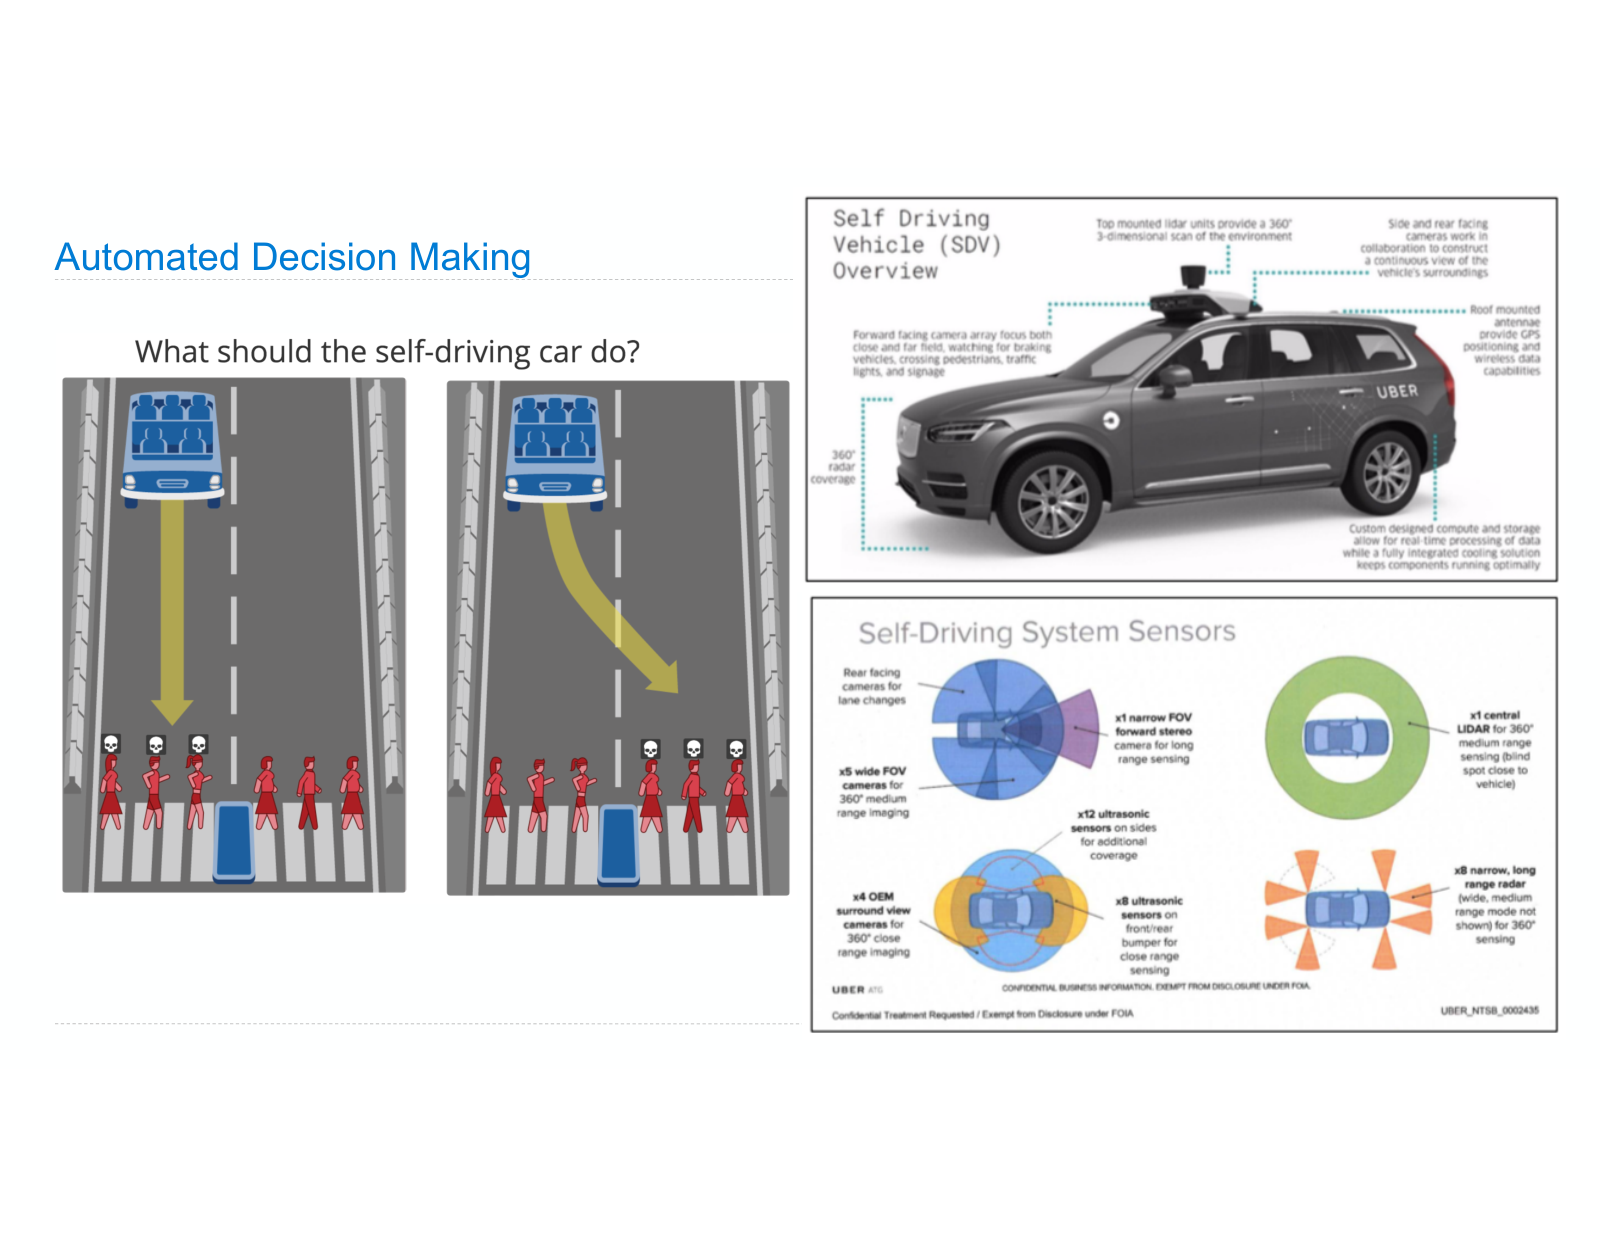 Automated Decision Making
What should the self-driving car do?
Self Driving
Vehicle (SDV)
Overview
Top mounted lidar units provide a 360°
3-dimensional scan of the environment
Side and rear facing
cameras work in
collaboration to construct
a continuous view of the
vehicle's surroundings
Forward facing camera array focus both
close and far field, watching for braking
vehicles, crossing pedestrians, traffic
lights, and signage
Roof mounted
antennae
provide GPS
positioning and
wireless data
capabilities
UBER
360°
radar
coverage
Custom designed compute and storage
allow for real-time processing of data
while a fully integrated cooling solution
keeps components running optimally
Self-Driving System Sensors
Rear facing
cameras for
lane changes
x1 narrow FOV
forward stereo
camera for long
range sensing
x5 wide FOV
cameras for
360° medium
range imaging
x1 central
LIDAR for 360°
medium range
sensing (blind
spot close to
vehicle)
x12 ultrasonic
sensors on sides
for additional
coverage
x4 OEM
surround view
cameras for
360° close
range imaging
x8 ultrasonic
sensors on
front/rear
bumper for
close range
sensing
x8 narrow, long
range radar
(wide, medium
range mode not
shown) for 360°
sensing
UBER ATG
CONFIDENTIAL BUSINESS INFORMATION. EXEMPT FROM DISCLOSURE UNDER FOIA.
Confidential Treatment Requested / Exempt from Disclosure under FOIA
UBER_NTSB_0002435